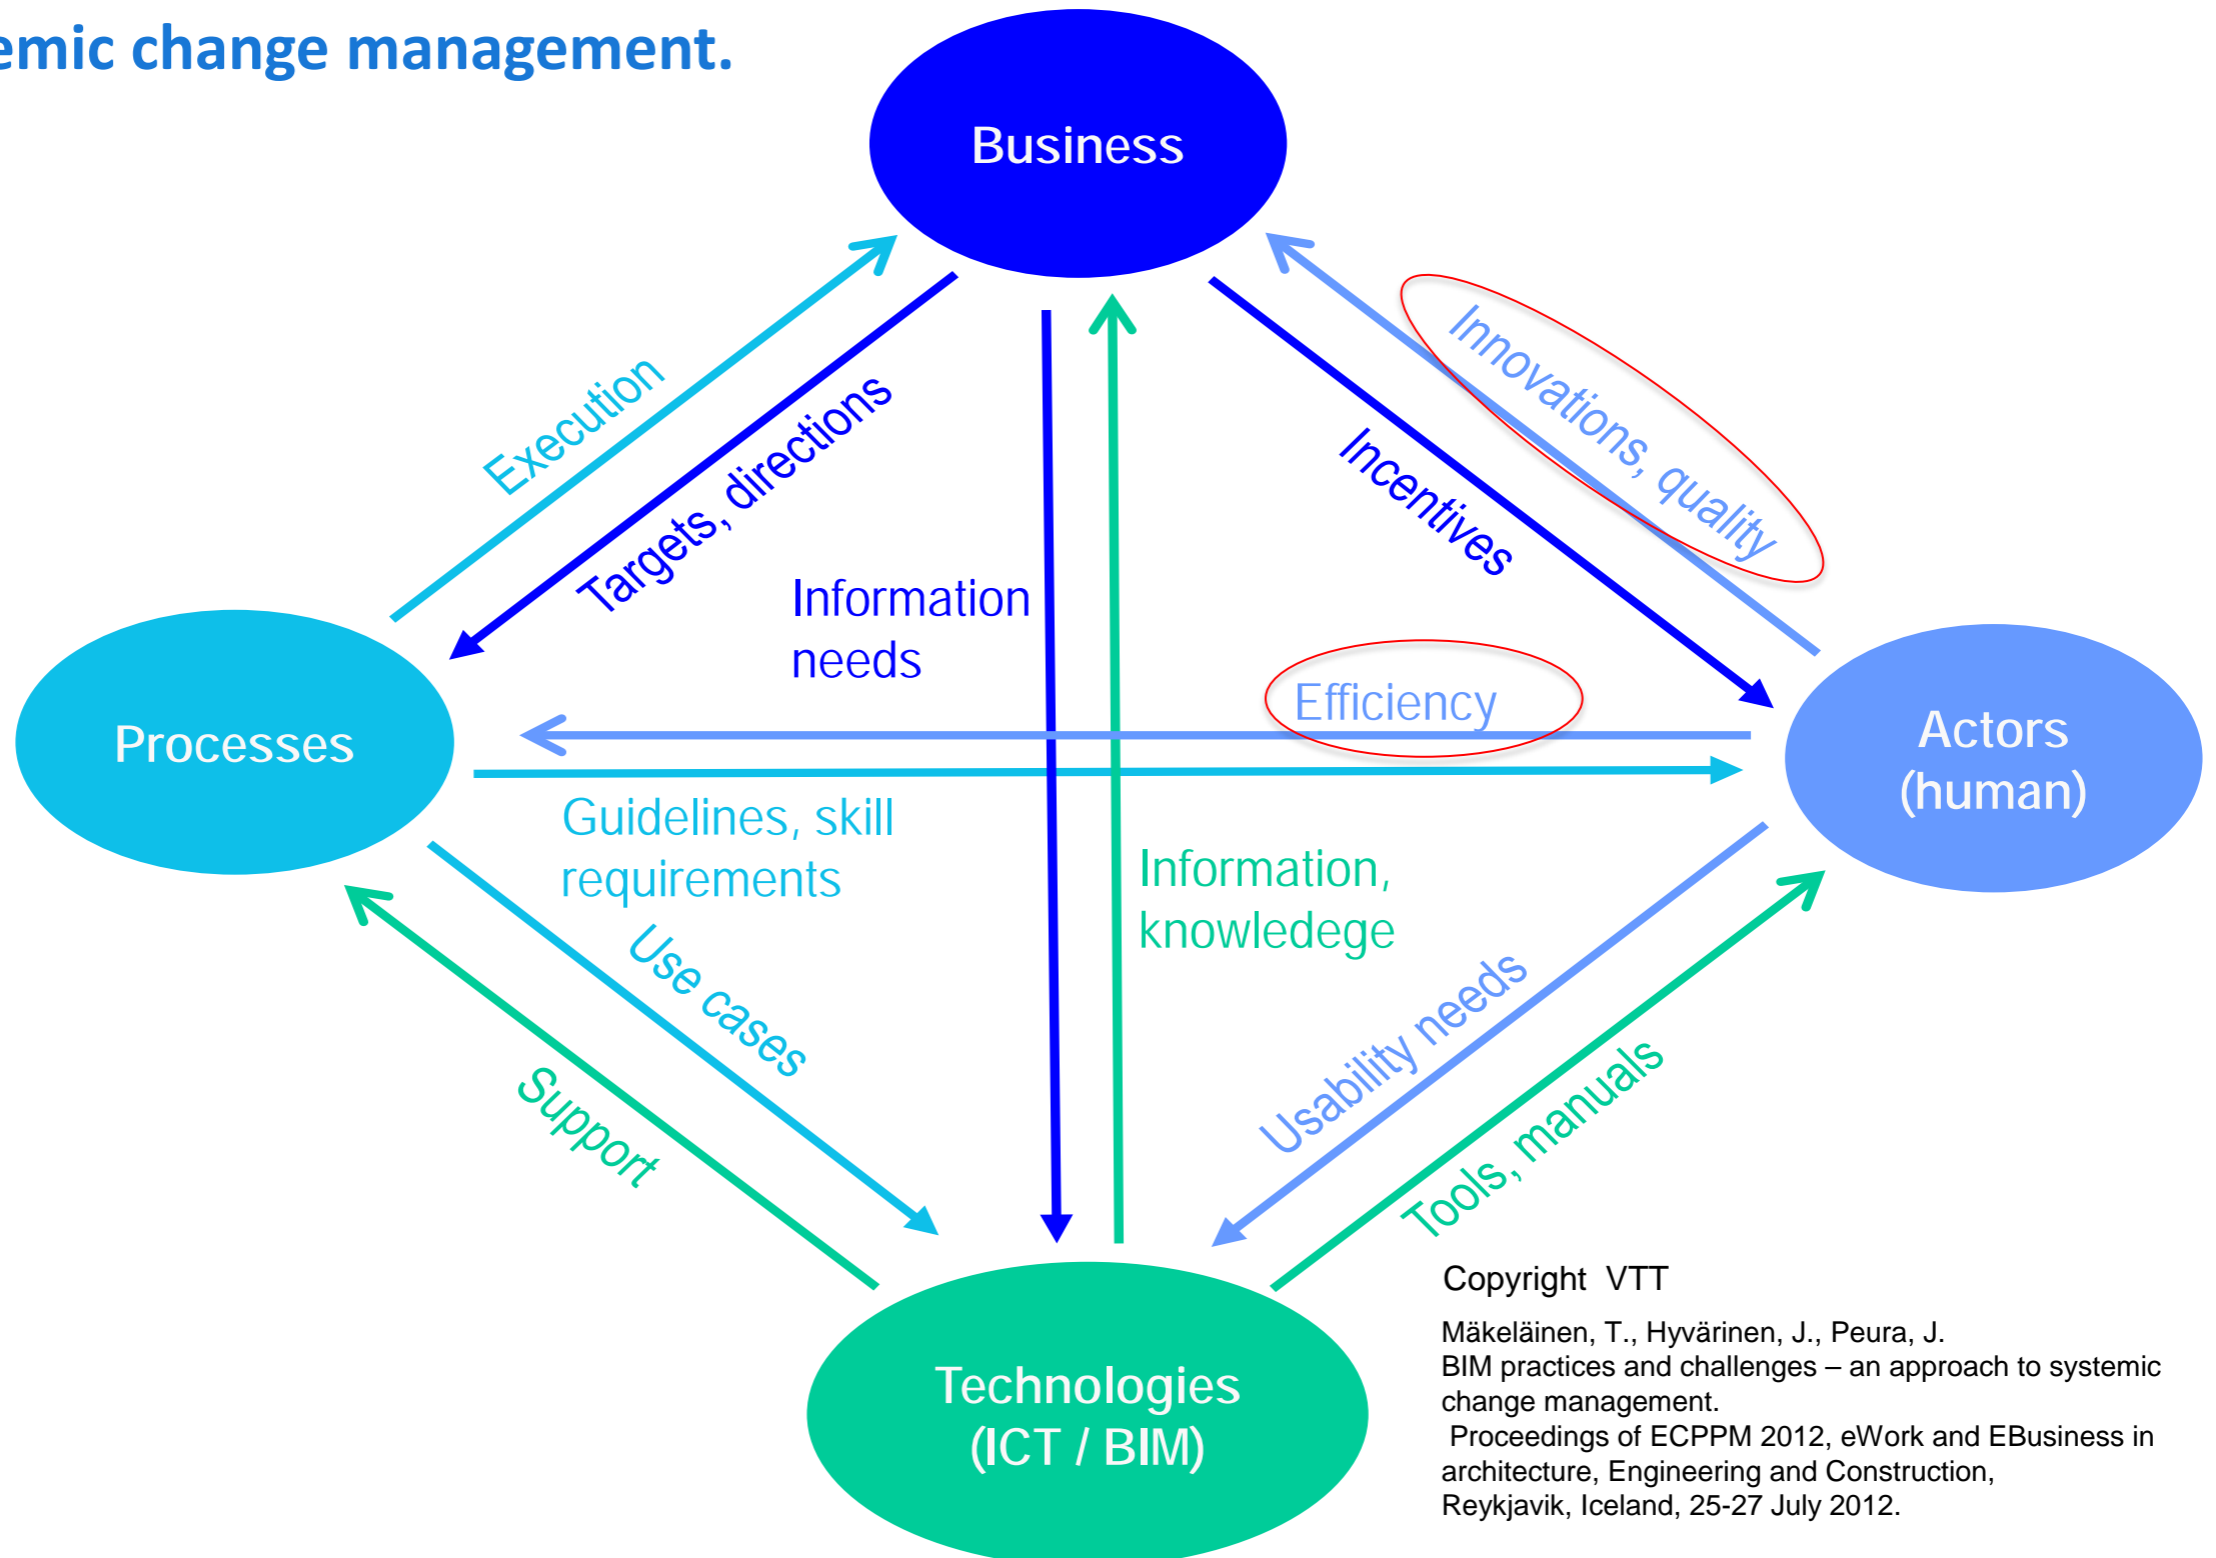 emic change management.
Business
Execution
Targets, directions
Innovations, quality
Incentives
Information
needs
Efficiency
Processes
Actors
(human)
Guidelines, skill
requirements
Information,
knowledege
Use cases
Support
Usability needs
Tools, manuals
Technologies
(ICT / BIM)
Copyright VTT
Mäkeläinen, T., Hyvärinen, J., Peura, J.
BIM practices and challenges – an approach to systemic
change management.
Proceedings of ECPPM 2012, eWork and EBusiness in
architecture, Engineering and Construction,
Reykjavik, Iceland, 25-27 July 2012.